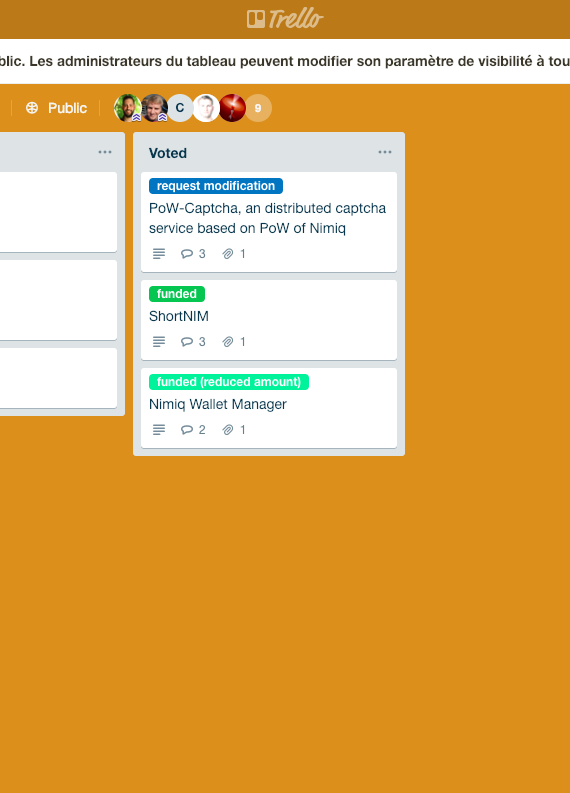 Trello
blic. Les administrateurs du tableau peuvent modifier son paramètre de visibilité à tou
Public C 9
Voted
request modification
PoW-Captcha, an distributed captcha
service based on PoW of Nimiq
3 1
funded
ShortNIM
3 1
funded (reduced amount)
Nimiq Wallet Manager
2 1